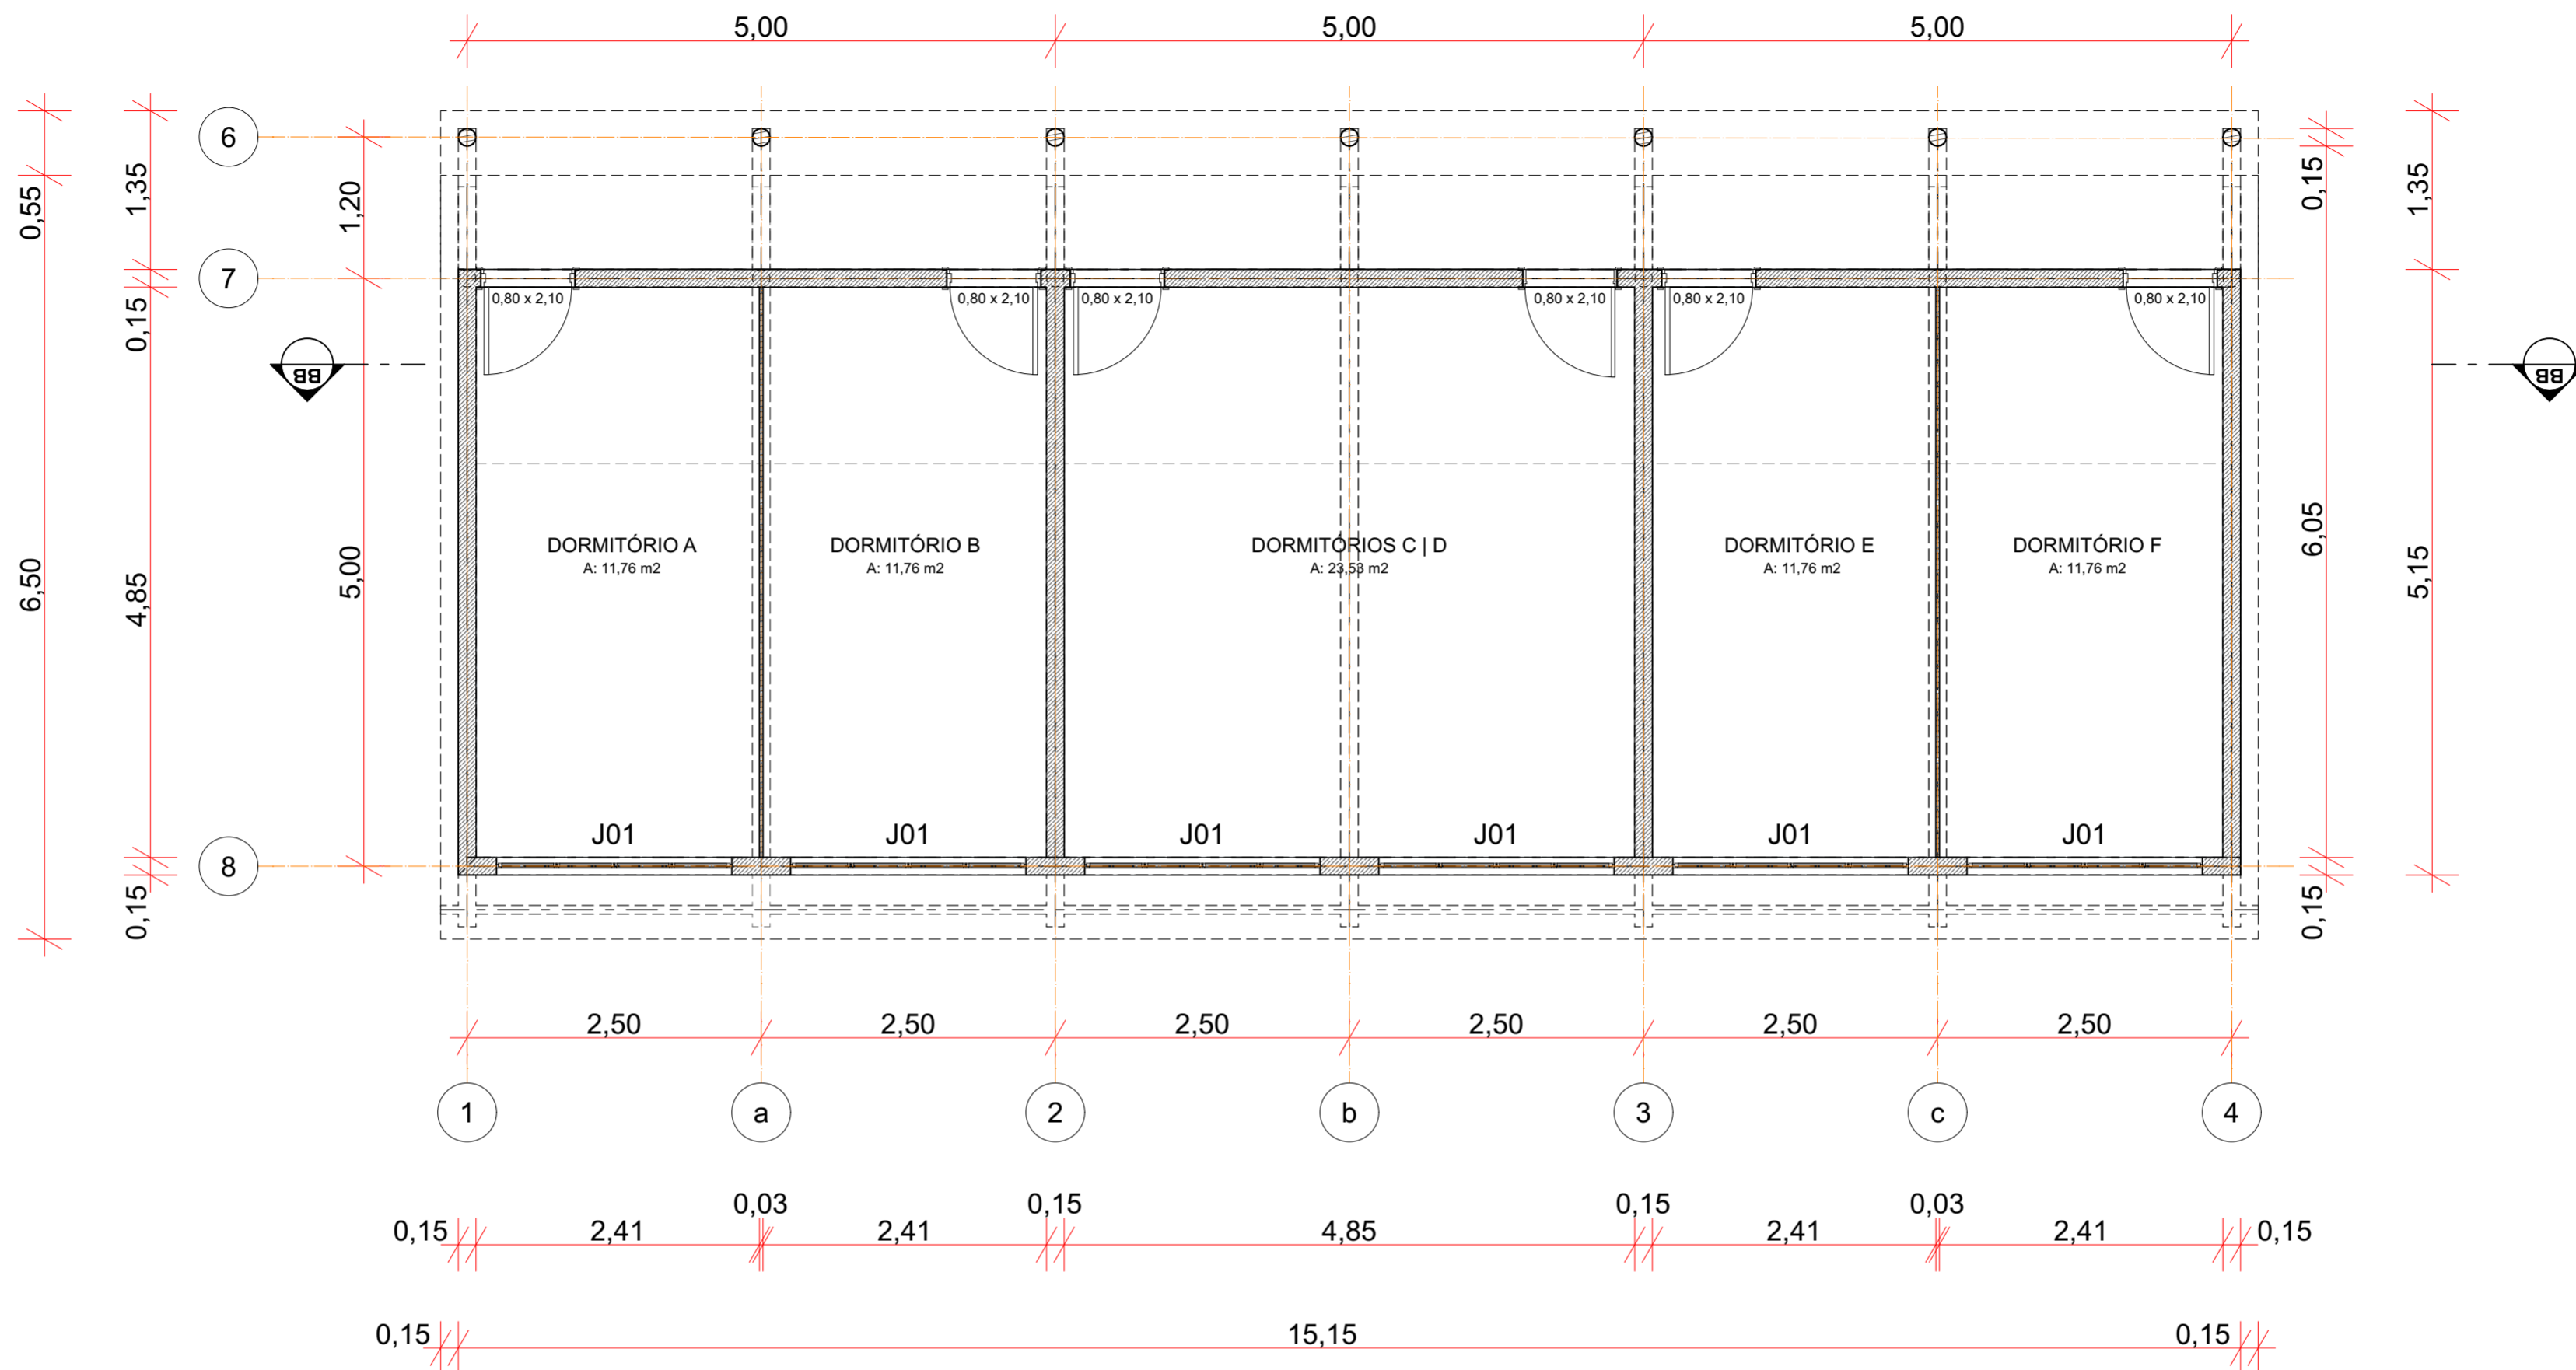 5,00 5,00 5,00
6
7
8
0,55
6,50
1,35
0,15
4,85
0,15
1,20
5,00
BB
0,80 x 2,10 0,80 x 2,10 0,80 x 2,10 0,80 x 2,10 0,80 x 2,10 0,80 x 2,10
BB
0,15
6,05
0,15
1,35
5,15
DORMITÓRIO A
A: 11,76 m2
DORMITÓRIO B
A: 11,76 m2
DORMITÓRIOS C | D
A: 23,53 m2
DORMITÓRIO E
A: 11,76 m2
DORMITÓRIO F
A: 11,76 m2
J01 J01 J01 J01 J01 J01
2,50 2,50 2,50 2,50 2,50 2,50
1 a 2 b 3 c 4
0,03 0,15 0,15 0,03
0,15 2,41 2,41 4,85 2,41 2,41 0,15
0,15 15,15 0,15